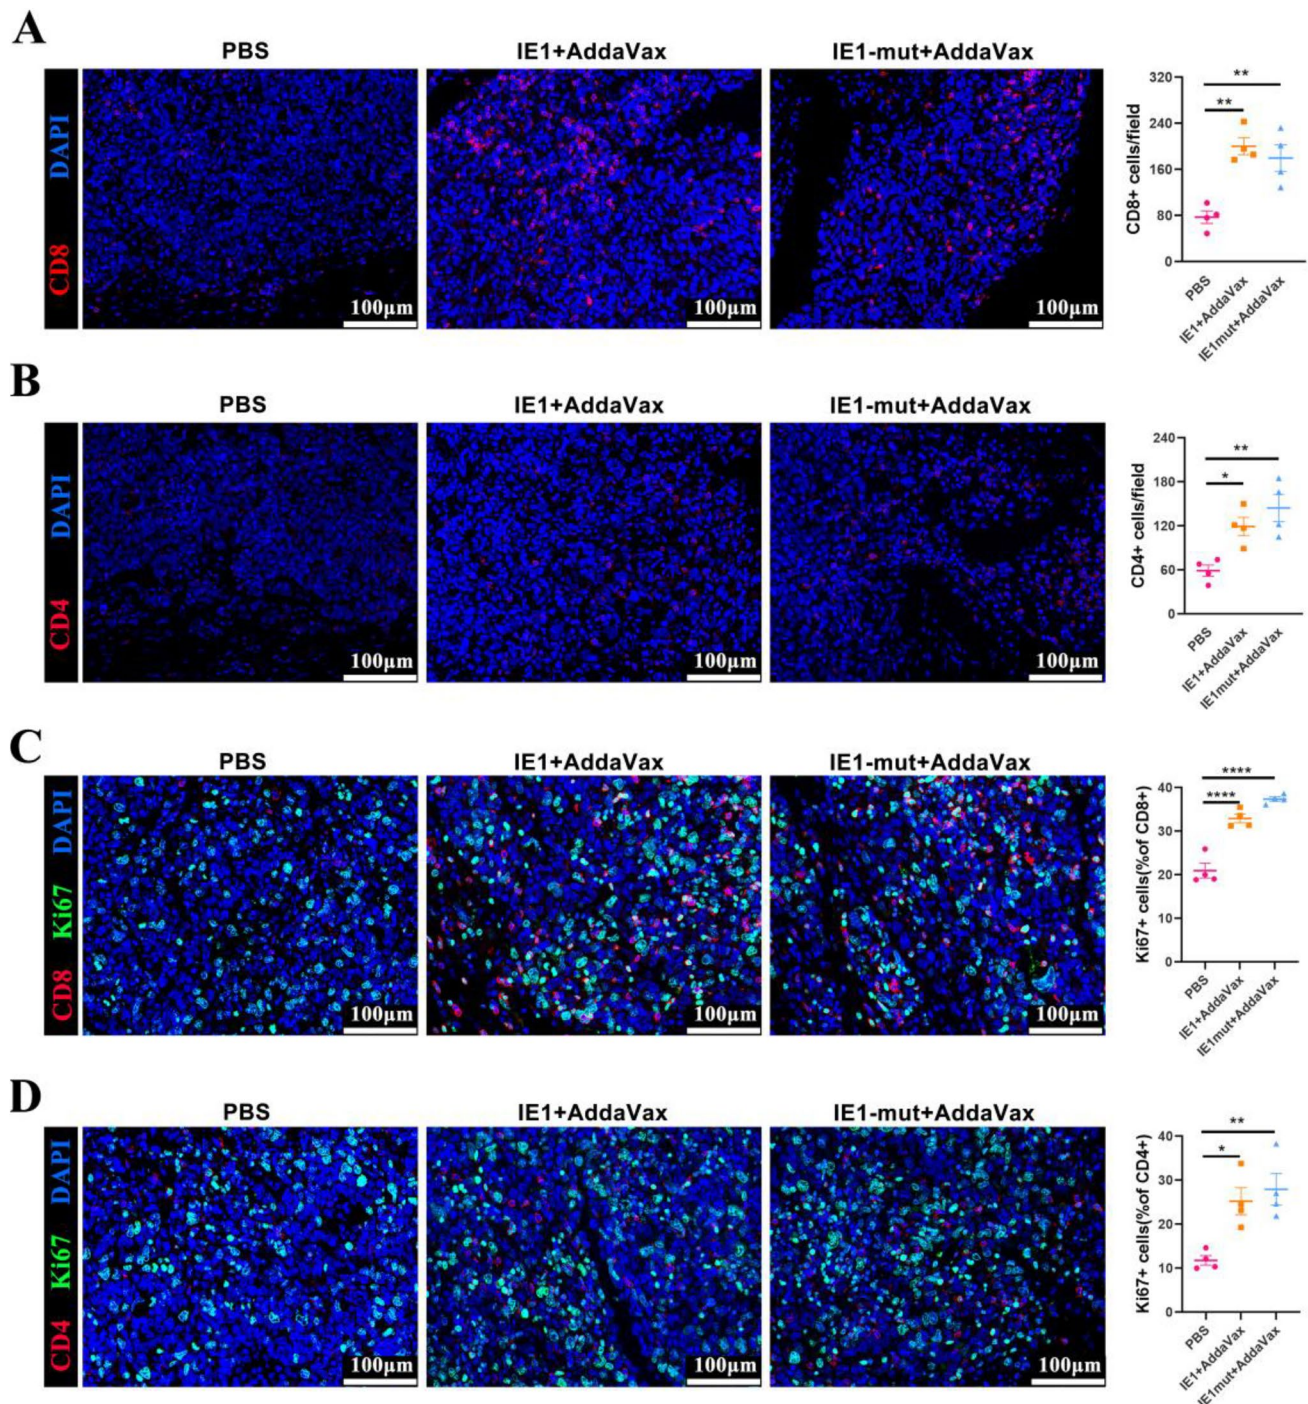 A
PBS IE1+AddaVax IE1-mut+AddaVax
CD8 DAPI
100μm 100μm 100μm
CD8+ cells/field
320
240
160
80
0
**
**
PBS
IE1+AddaVax
IE1mut+AddaVax
B
PBS IE1+AddaVax IE1-mut+AddaVax
CD4 DAPI
100μm 100μm 100μm
CD4+ cells/field
240
180
120
60
0
**
*
PBS
IE1+AddaVax
IE1mut+AddaVax
C
PBS IE1+AddaVax IE1-mut+AddaVax
CD8 Ki67 DAPI
100μm 100μm 100μm
Ki67+ cells(%of CD8+)
40
30
20
10
0
****
****
PBS
IE1+AddaVax
IE1mut+AddaVax
D
PBS IE1+AddaVax IE1-mut+AddaVax
CD4 Ki67 DAPI
100μm 100μm 100μm
Ki67+ cells(%of CD4+)
40
30
20
10
0
**
*
PBS
IE1+AddaVax
IE1mut+AddaVax